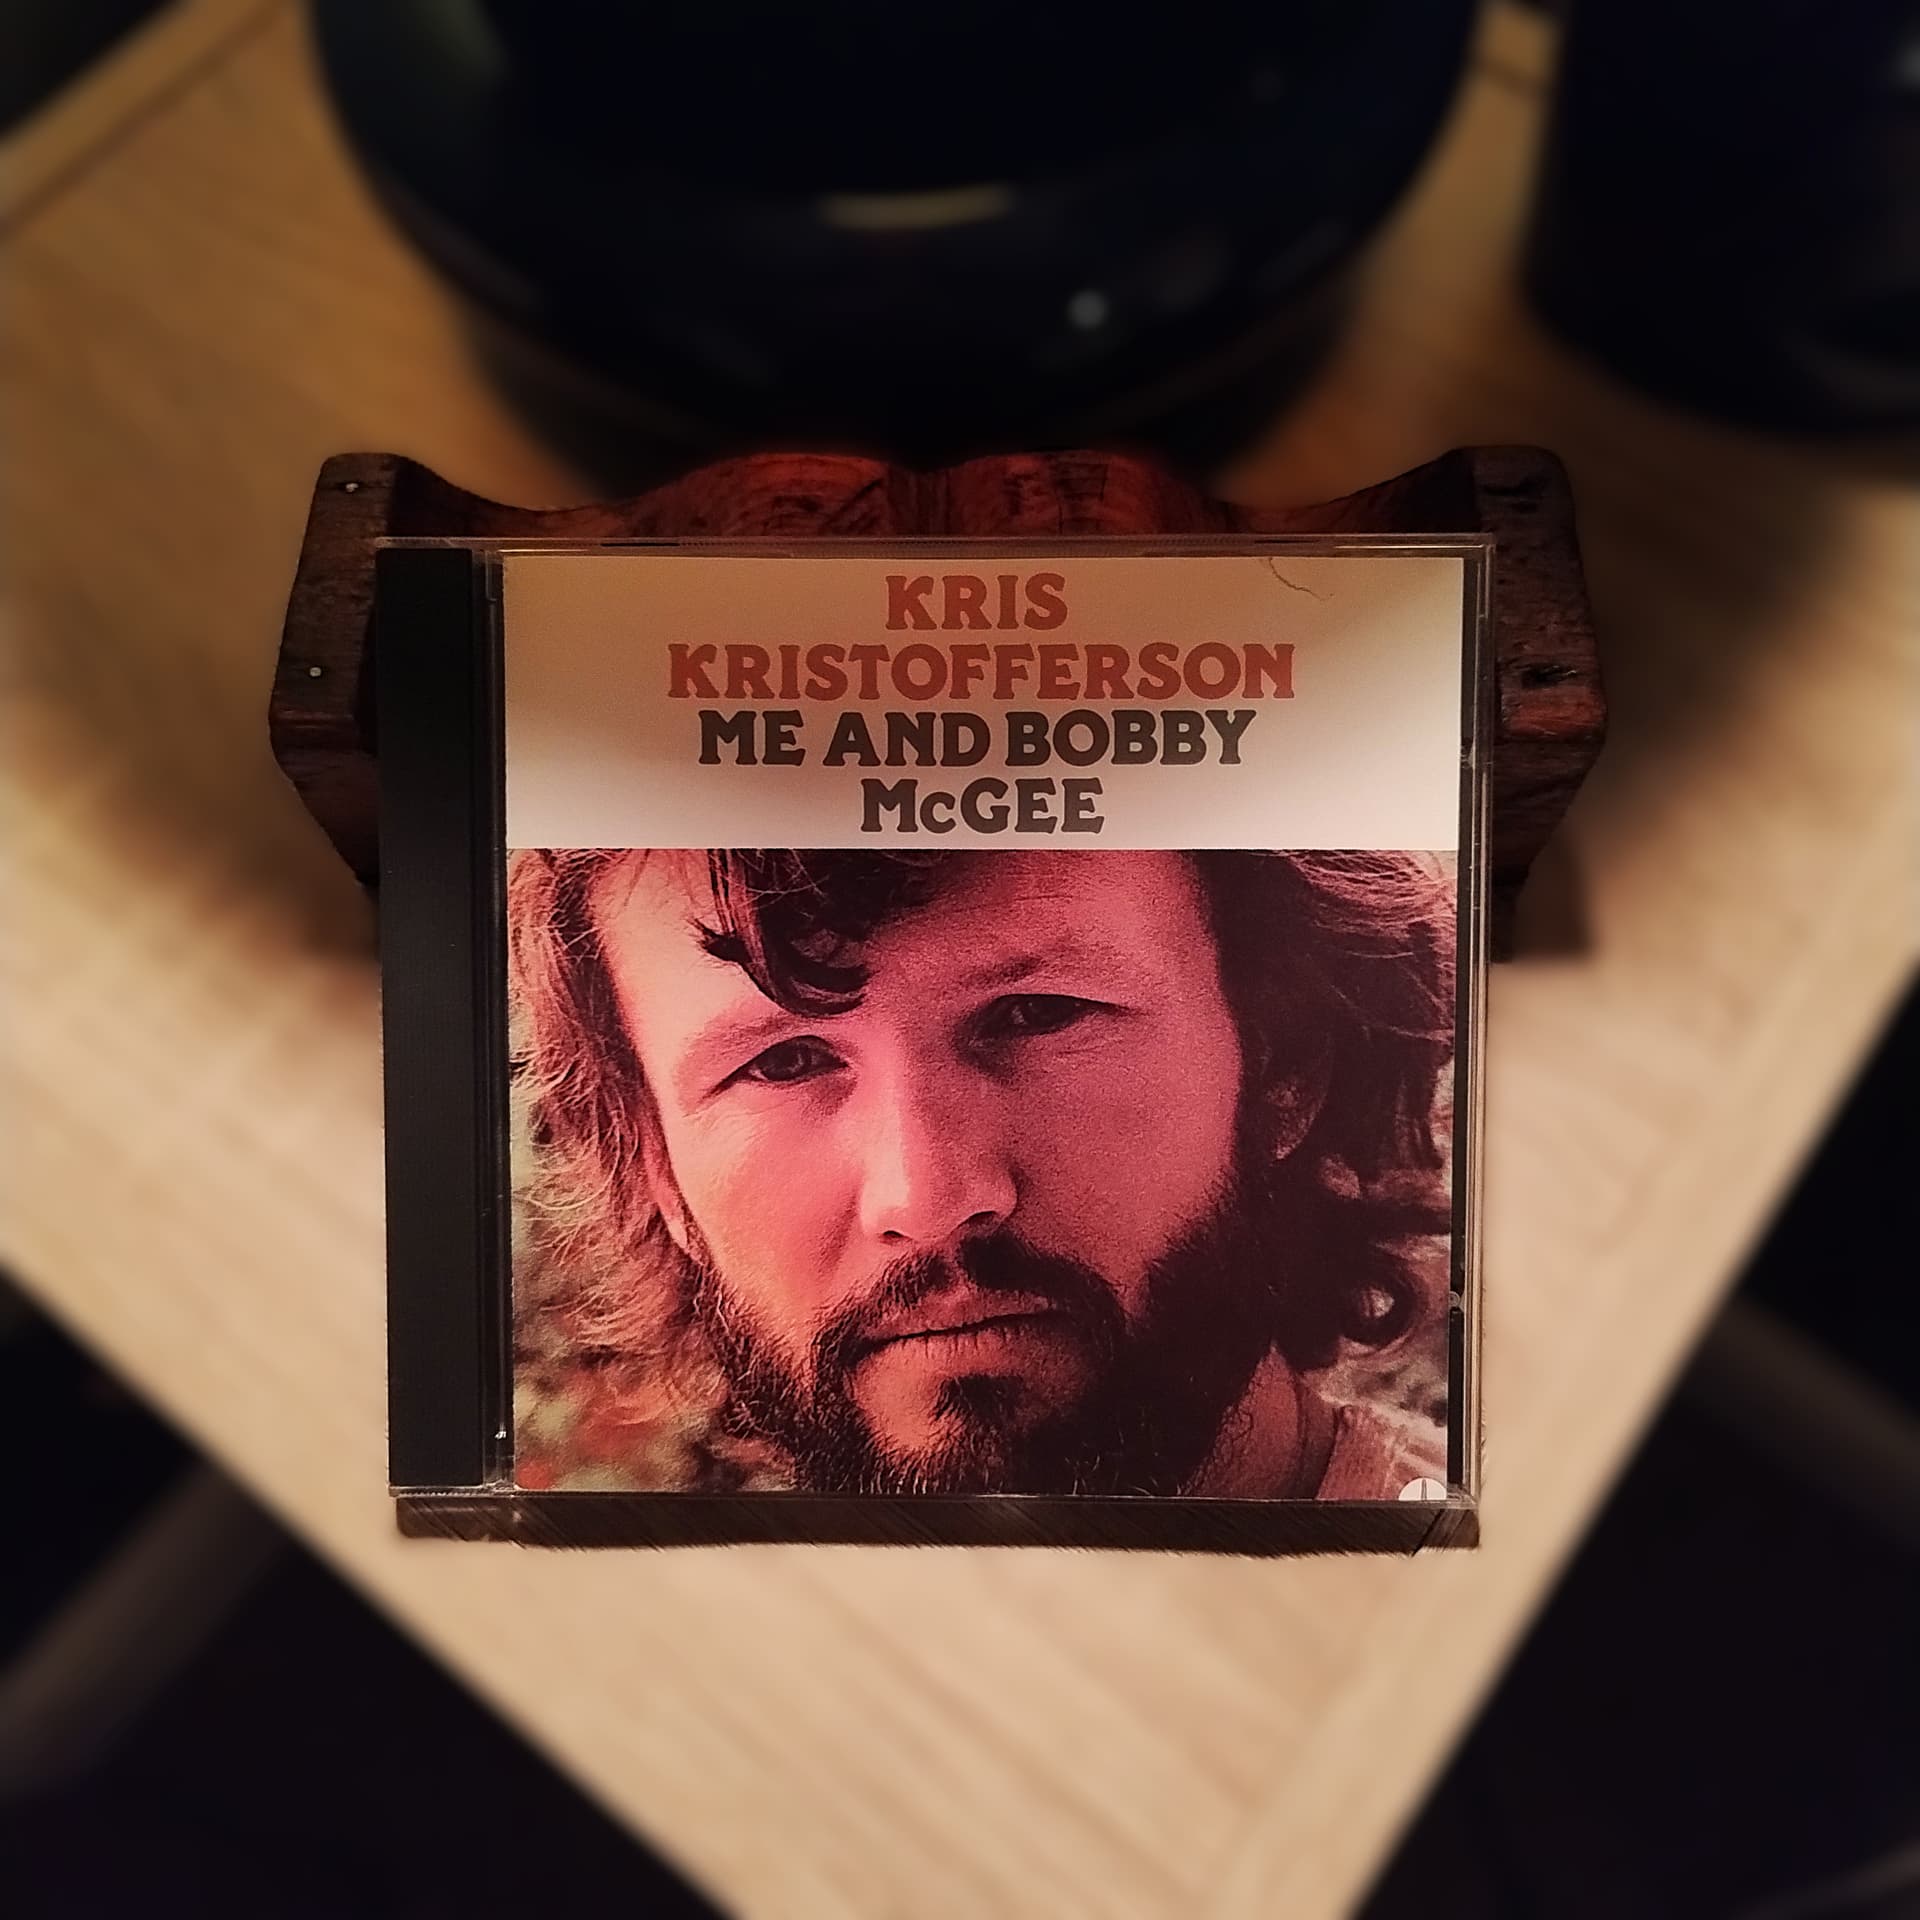 KRIS
KRISTOFFERSON
ME AND BOBBY
McGEE